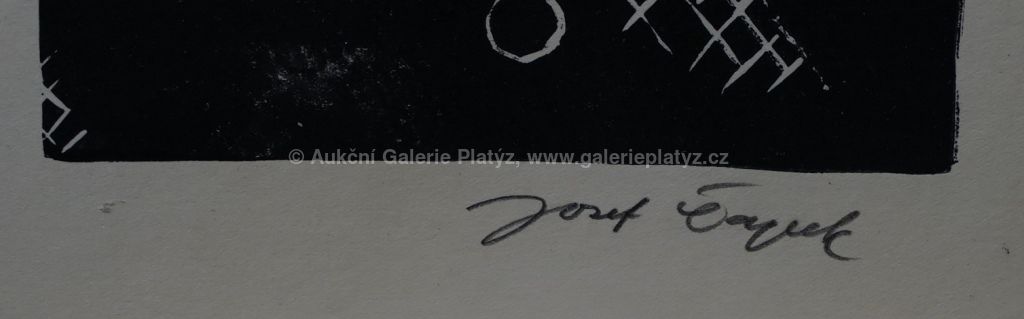 © Aukční Galerie Platýz, www.galerieplatyz.cz
Josef Čapek